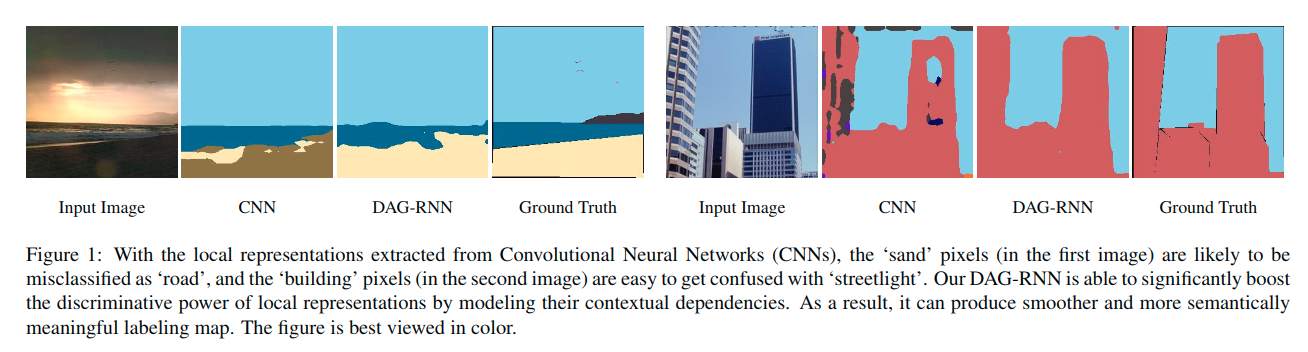 Input Image CNN DAG-RNN Ground Truth Input Image CNN DAG-RNN Ground Truth
Figure 1: With the local representations extracted from Convolutional Neural Networks (CNNs), the ‘sand’ pixels (in the first image) are likely to be
misclassified as ‘road’, and the ‘building’ pixels (in the second image) are easy to get confused with ‘streetlight’. Our DAG-RNN is able to significantly boost
the discriminative power of local representations by modeling their contextual dependencies. As a result, it can produce smoother and more semantically
meaningful labeling map. The figure is best viewed in color.